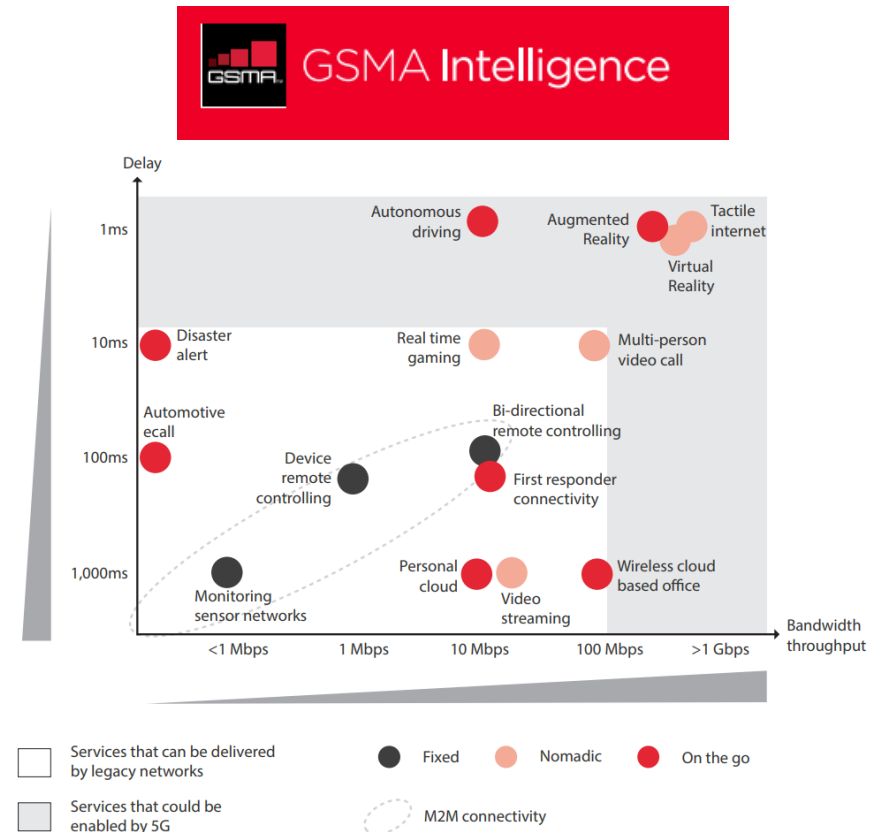 GSMA
GSMA Intelligence
Delay
1ms
10ms
100ms
1,000ms
Autonomous
driving
Augmented
Reality
Tactile
internet
Virtual
Reality
Disaster
alert
Real time
gaming
Multi-person
video call
Automotive
ecall
Bi-directional
remote controlling
Device
remote
controlling
First responder
connectivity
Monitoring
sensor networks
Personal
cloud
Video
streaming
Wireless cloud
based office
Bandwidth
throughput
<1 Mbps
1 Mbps
10 Mbps
100 Mbps
>1 Gbps
Services that can be delivered
by legacy networks
Fixed
Nomadic
On the go
Services that could be
enabled by 5G
M2M connectivity